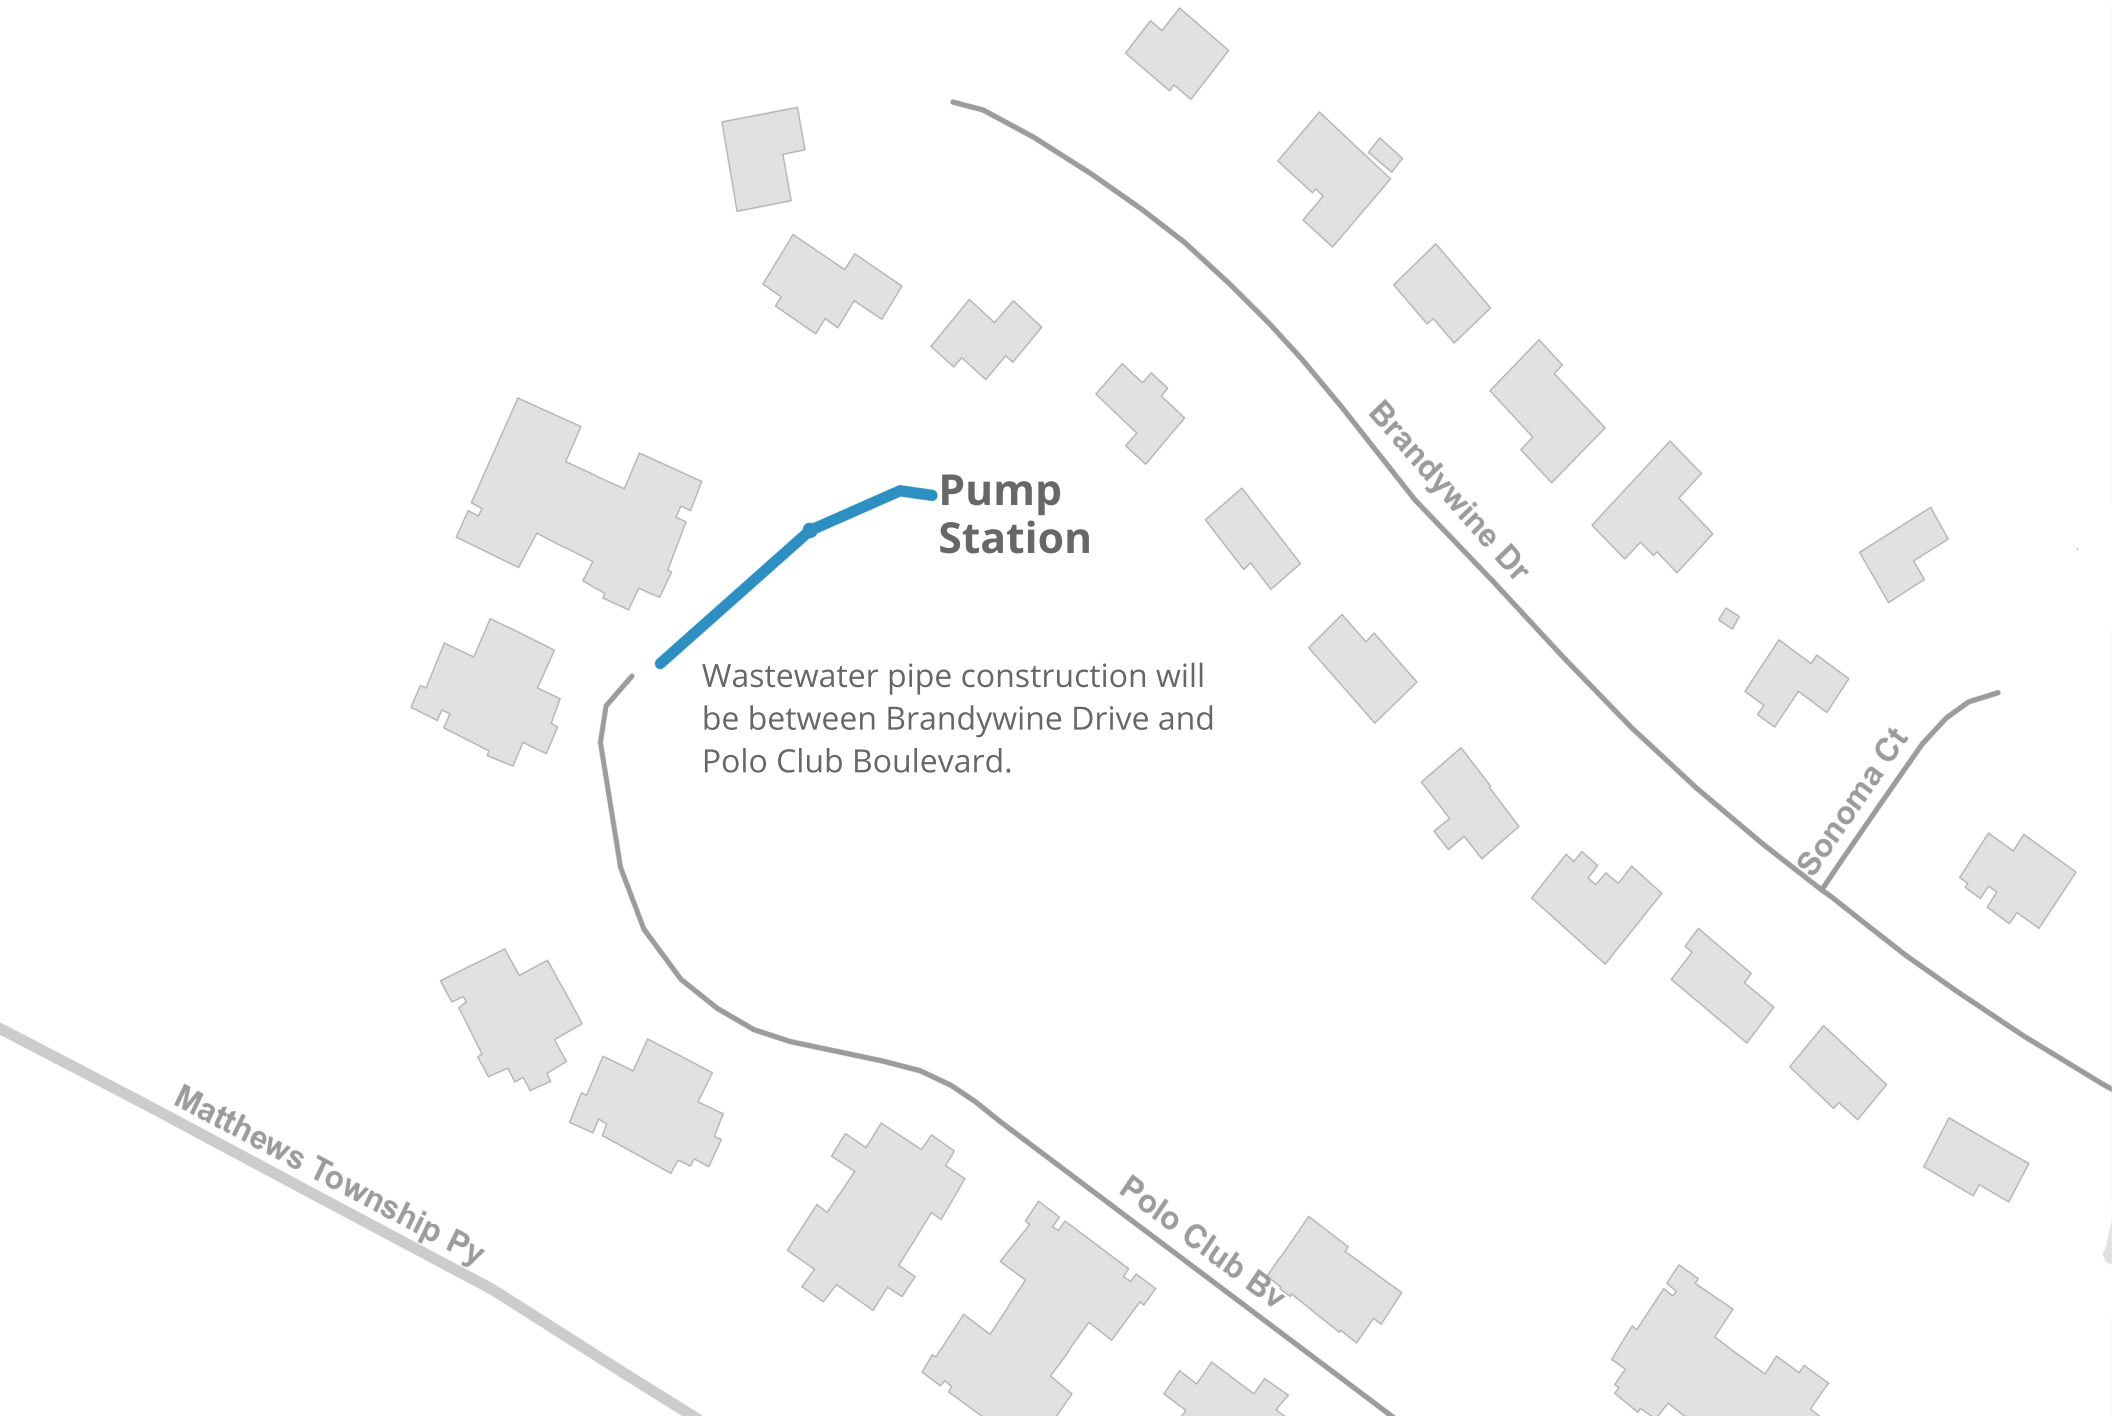 Brandywine Dr
Pump
Station
Wastewater pipe construction will
be between Brandywine Drive and
Polo Club Boulevard.
Sonoma Ct
Matthews Township Py
Polo Club Bv